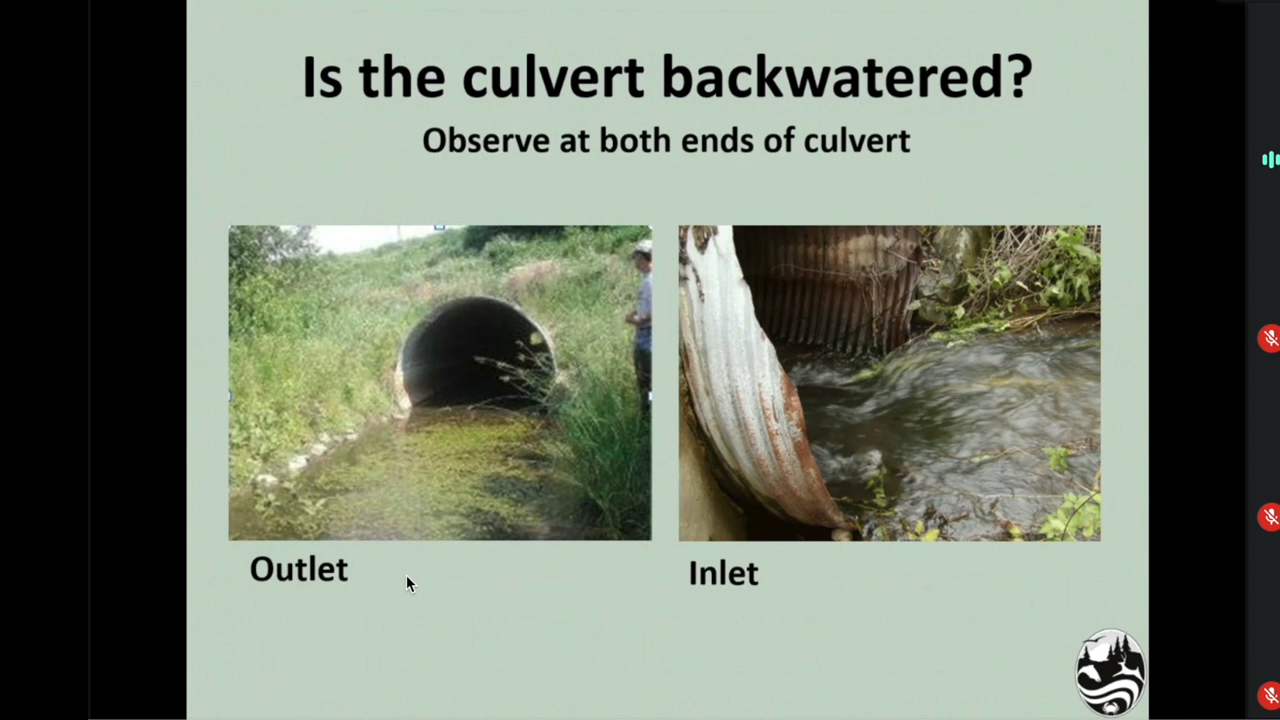 Is the culvert backwatered?
Observe at both ends of culvert
Outlet
Inlet